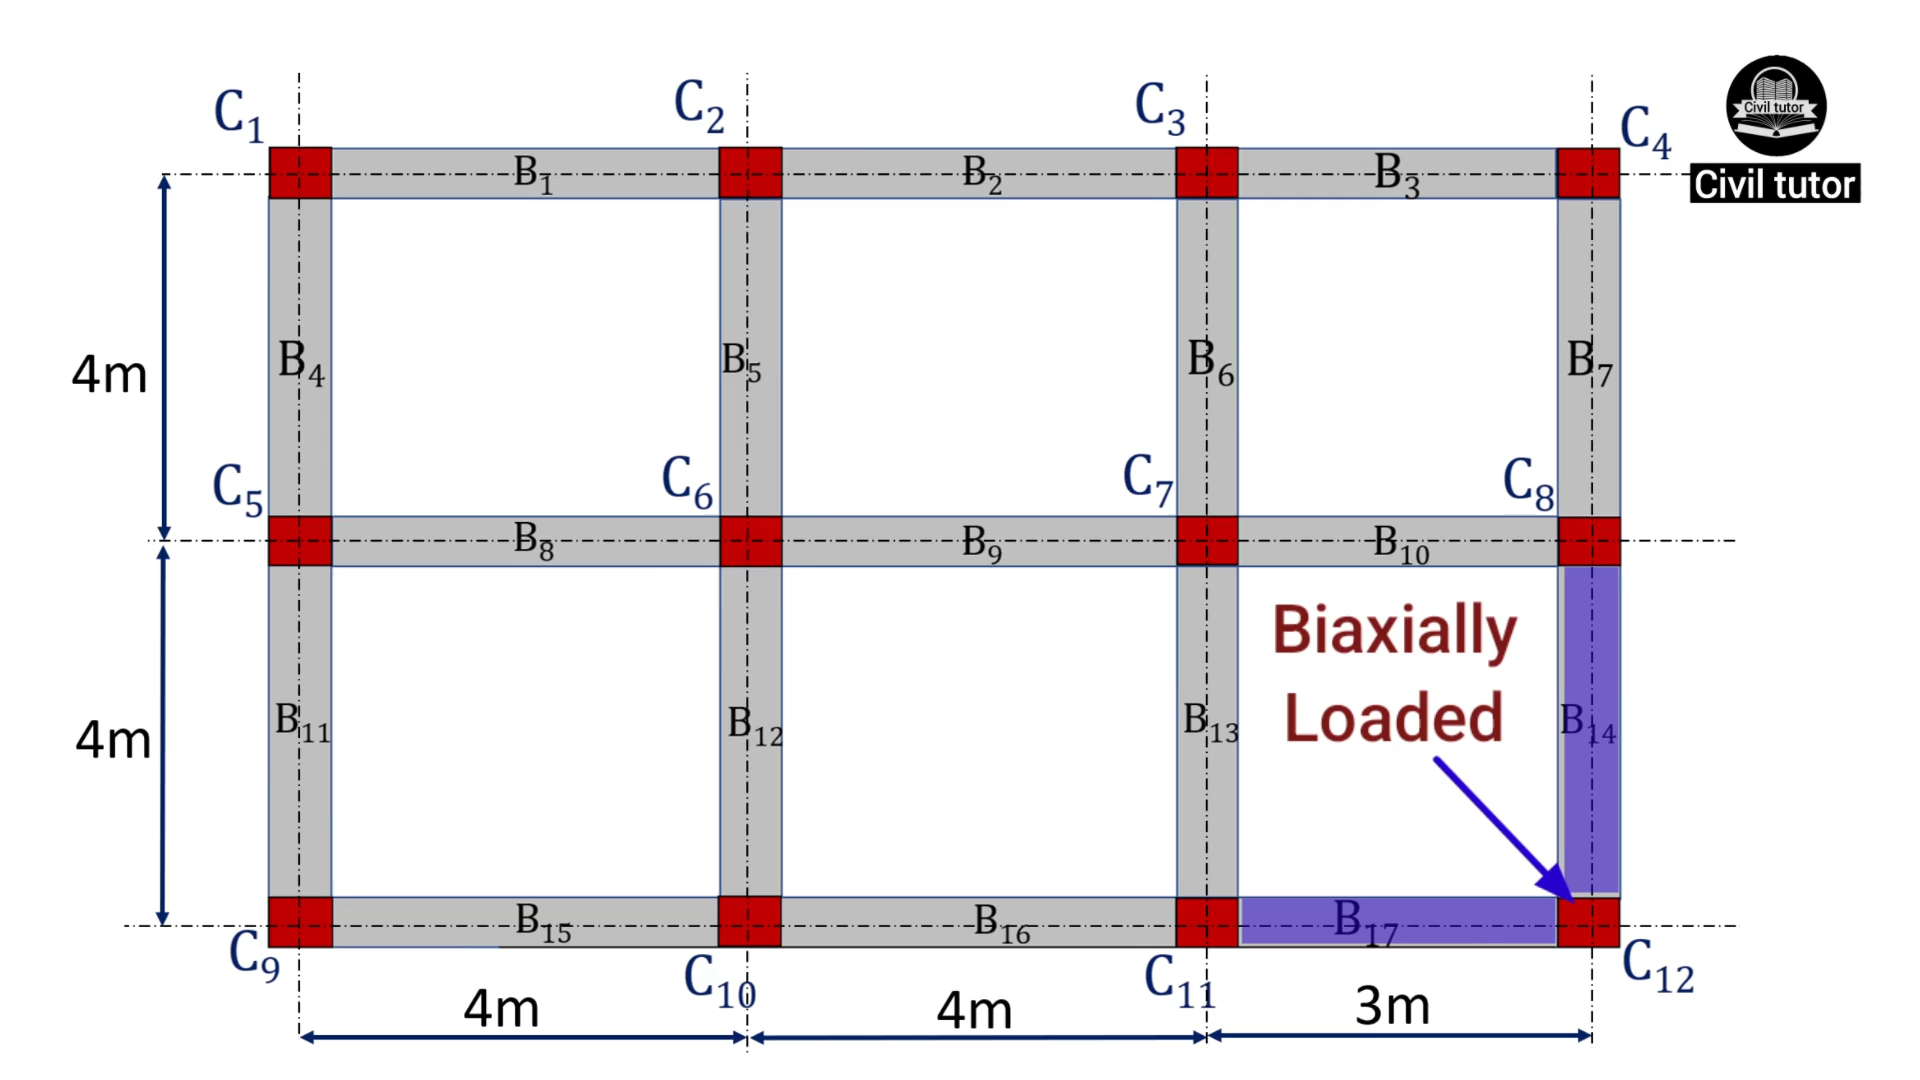 C1
C2
C3
C4
Civil tutor
Civil tutor
B1
B2
B3
4m
B4
B5
B6
B7
C5
C6
C7
C8
B8
B9
B10
Biaxially
Loaded
4m
B11
B12
B13
B14
B15
B16
B17
C9
C10
C11
C12
4m
4m
3m